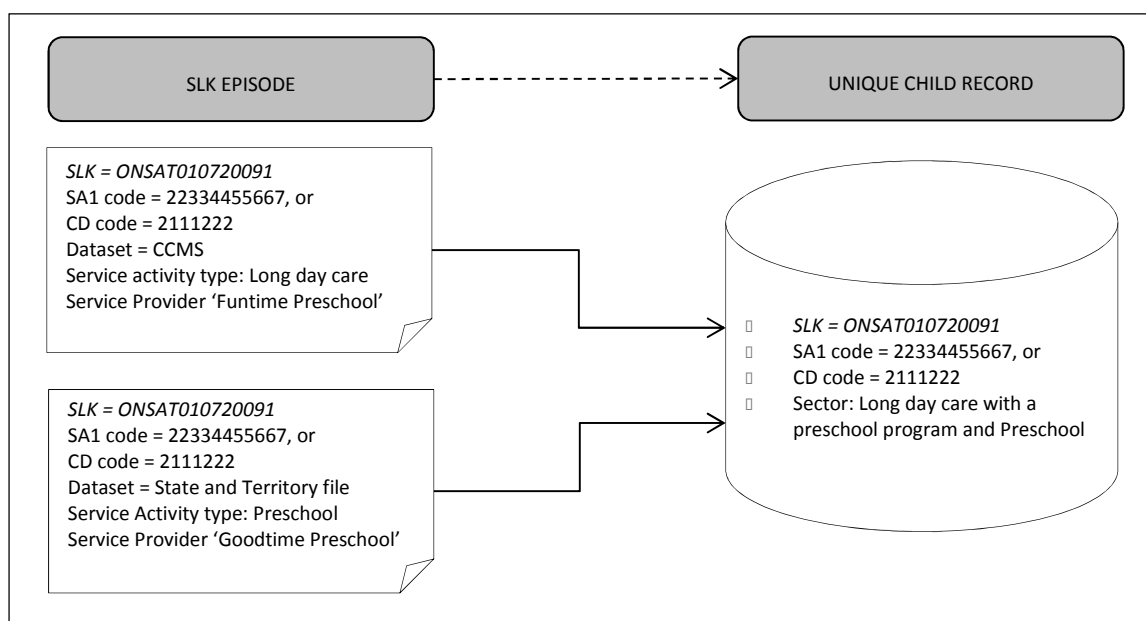 SLK EPISODE
UNIQUE CHILD RECORD
SLK = ONSAT010720091
SA1 code = 22334455667, or
CD code = 2111222
Dataset = CCMS
Service activity type: Long day care
Service Provider ‘Funtime Preschool’
SLK = ONSAT010720091
SA1 code = 22334455667, or
CD code = 2111222
Dataset = State and Territory file
Service Activity type: Preschool
Service Provider ‘Goodtime Preschool’
SLK = ONSAT010720091
SA1 code = 22334455667, or
CD code = 2111222
Sector: Long day care with a
preschool program and Preschool